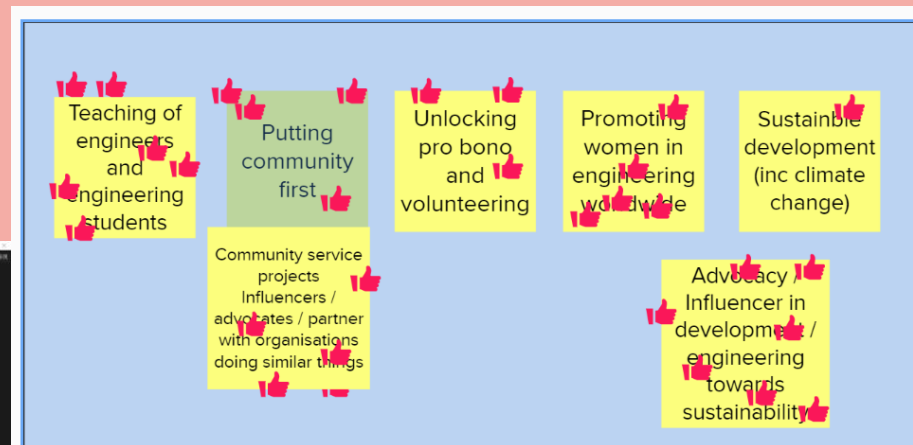 Teaching of
engineers
and
engineering
students
Putting
community
first
Unlocking
pro bono
and
volunteering
Promoting
women in
engineering
worldwide
Sustainble
development
(inc climate
change)
Community service
projects
Influencers /
advocates / partner
with organisations
doing similar things
Advocacy /
Influencer in
development /
engineering
towards
sustainability